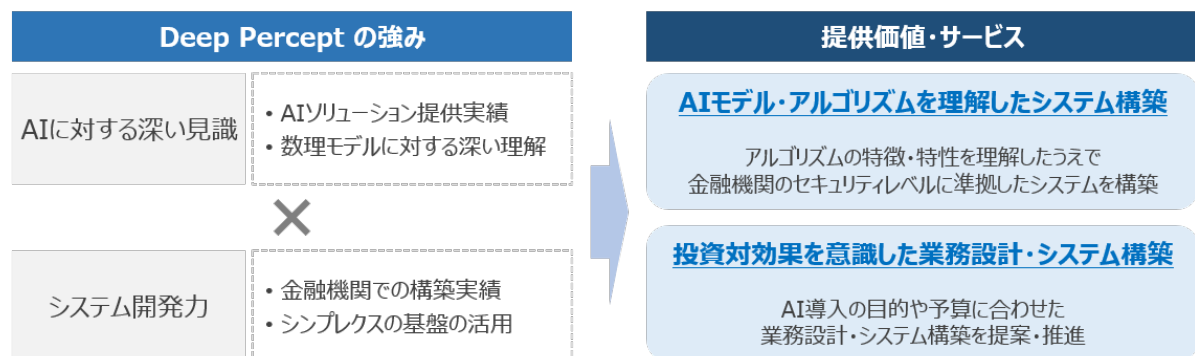 Deep Percept の強み
AIに対する深い見識
・AIソリューション提供実績
・数理モデルに対する深い理解
×
システム開発力
・金融機関での構築実績
・シンプレクスの基盤の活用
提供価値・サービス
AIモデル・アルゴリズムを理解したシステム構築
アルゴリズムの特徴・特性を理解したうえで
金融機関のセキュリティレベルに準拠したシステムを構築
投資対効果を意識した業務設計・システム構築
AI導入の目的や予算に合わせた
業務設計・システム構築を提案・推進